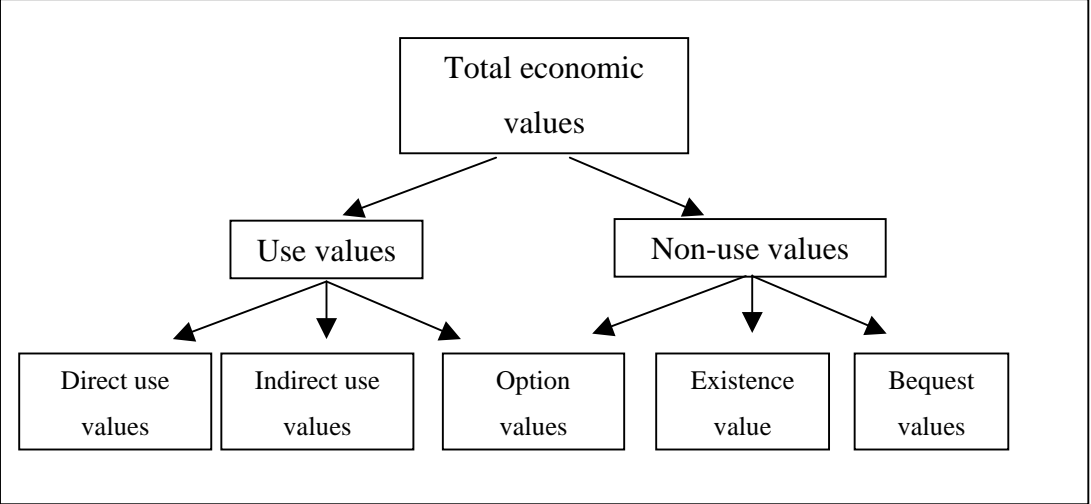 Total economic
values
Use values
Non-use values
Direct use
values
Indirect use
values
Option
values
Existence
value
Bequest
values